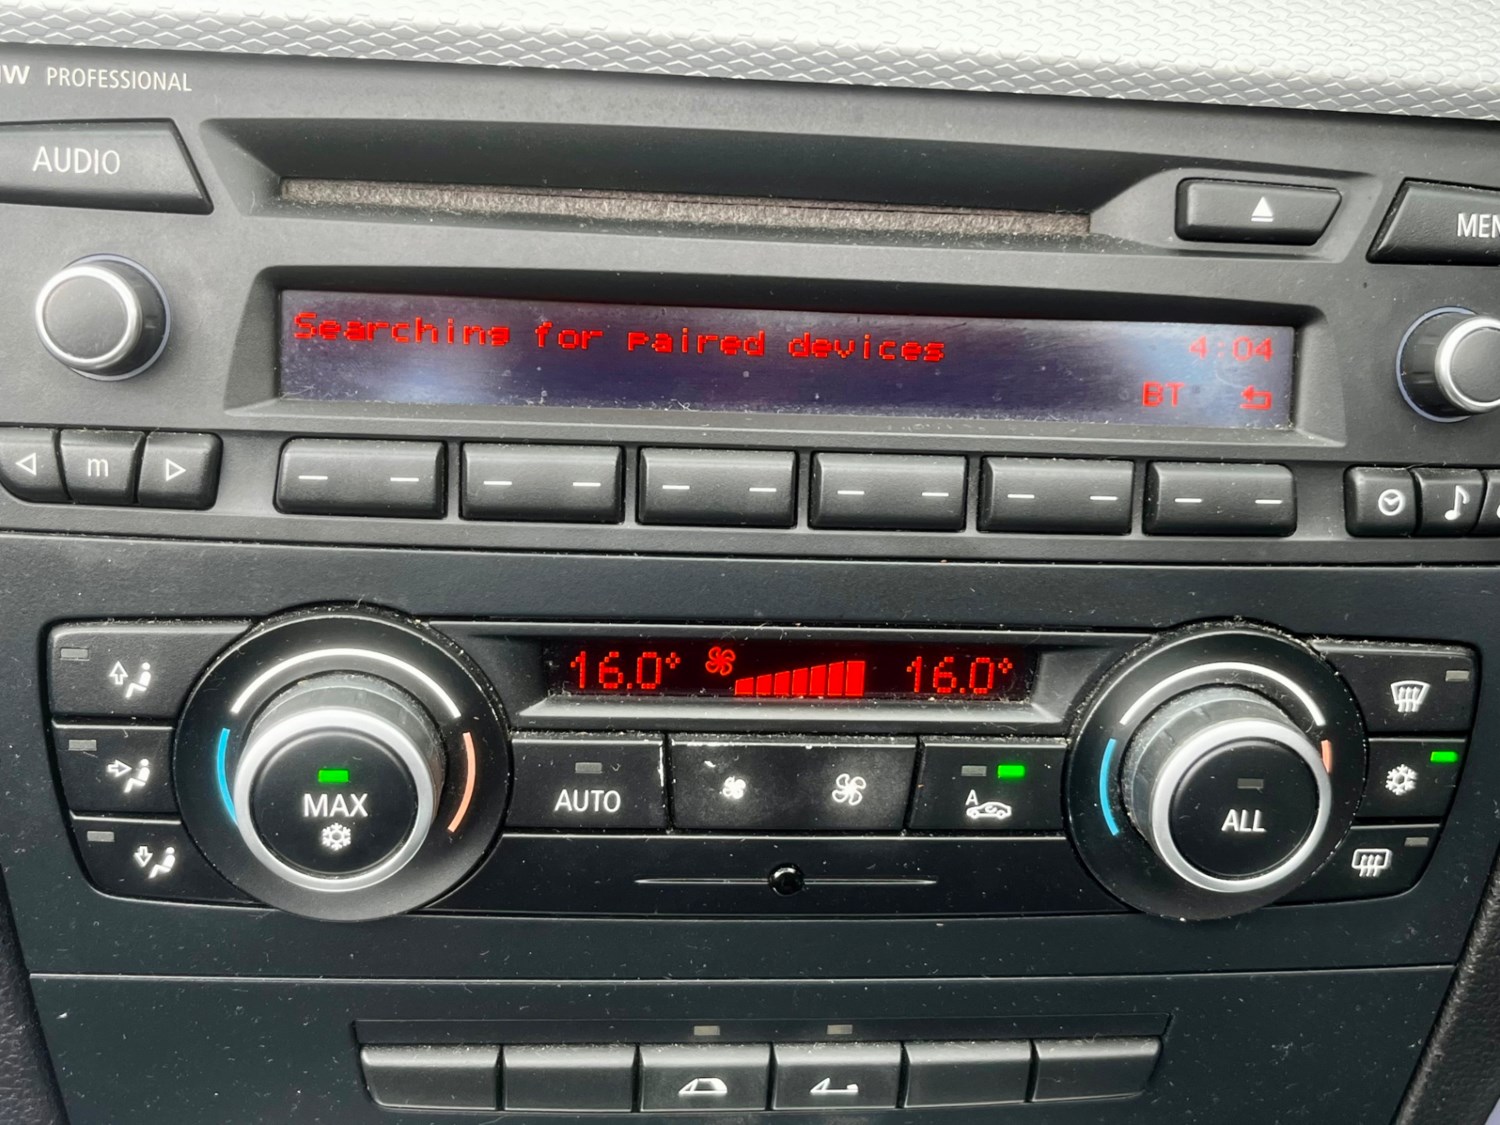 PROFESSIONAL
AUDIO
Searching for paired devices 4:04
BT
m
16.0° 16.0°
MAX
AUTO
A
ALL